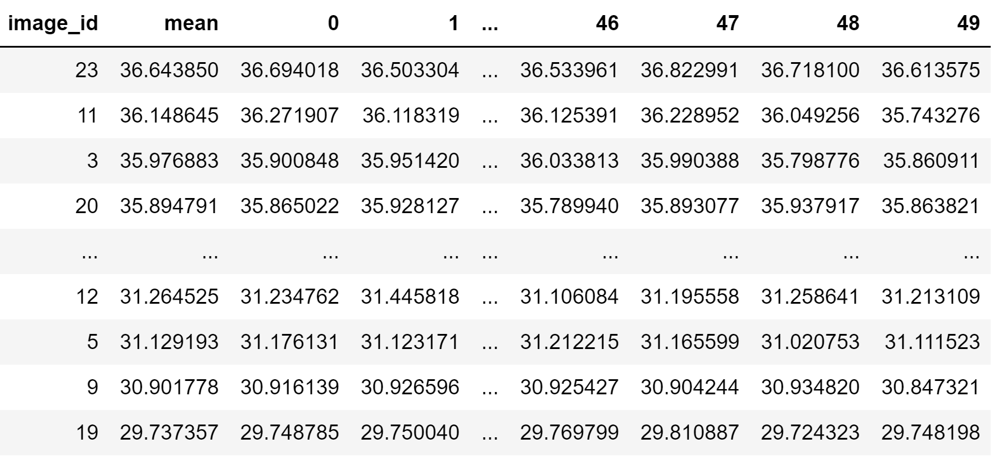 image_id mean 0 1 ... 46 47 48 49
23 36.643850 36.694018 36.503304 ... 36.533961 36.822991 36.718100 36.613575
11 36.148645 36.271907 36.118319 ... 36.125391 36.228952 36.049256 35.743276
3 35.976883 35.900848 35.951420 ... 36.033813 35.990388 35.798776 35.860911
20 35.894791 35.865022 35.928127 ... 35.789940 35.893077 35.937917 35.863821
... ... ... ... ... ... ... ... ...
12 31.264525 31.234762 31.445818 ... 31.106084 31.195558 31.258641 31.213109
5 31.129193 31.176131 31.123171 ... 31.212215 31.165599 31.020753 31.111523
9 30.901778 30.916139 30.926596 ... 30.925427 30.904244 30.934820 30.847321
19 29.737357 29.748785 29.750040 ... 29.769799 29.810887 29.724323 29.748198